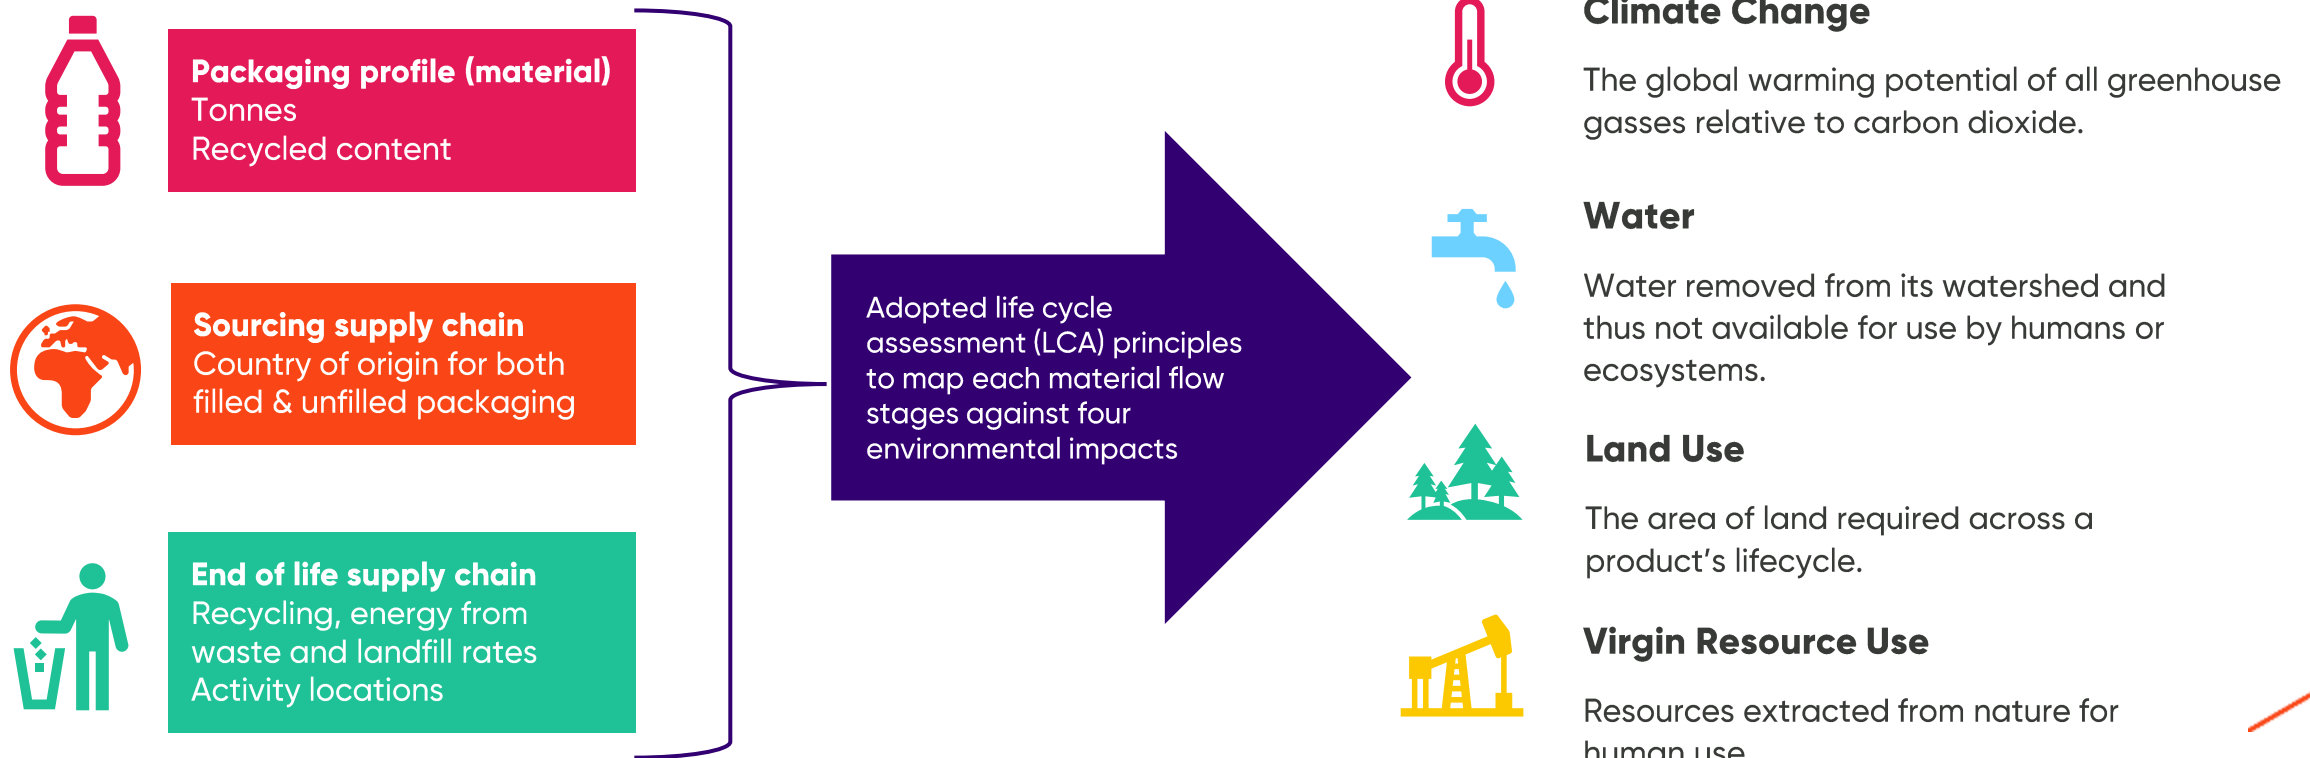 Packaging profile (material)
Tonnes
Recycled content
Sourcing supply chain
Country of origin for both
filled & unfilled packaging
End of life supply chain
Recycling, energy from
waste and landfill rates
Activity locations
Adopted life cycle
assessment (LCA) principles
to map each material flow
stages against four
environmental impacts
Climate Change
The global warming potential of all greenhouse
gasses relative to carbon dioxide.
Water
Water removed from its watershed and
thus not available for use by humans or
ecosystems.
Land Use
The area of land required across a
product’s lifecycle.
Virgin Resource Use
Resources extracted from nature for
human use